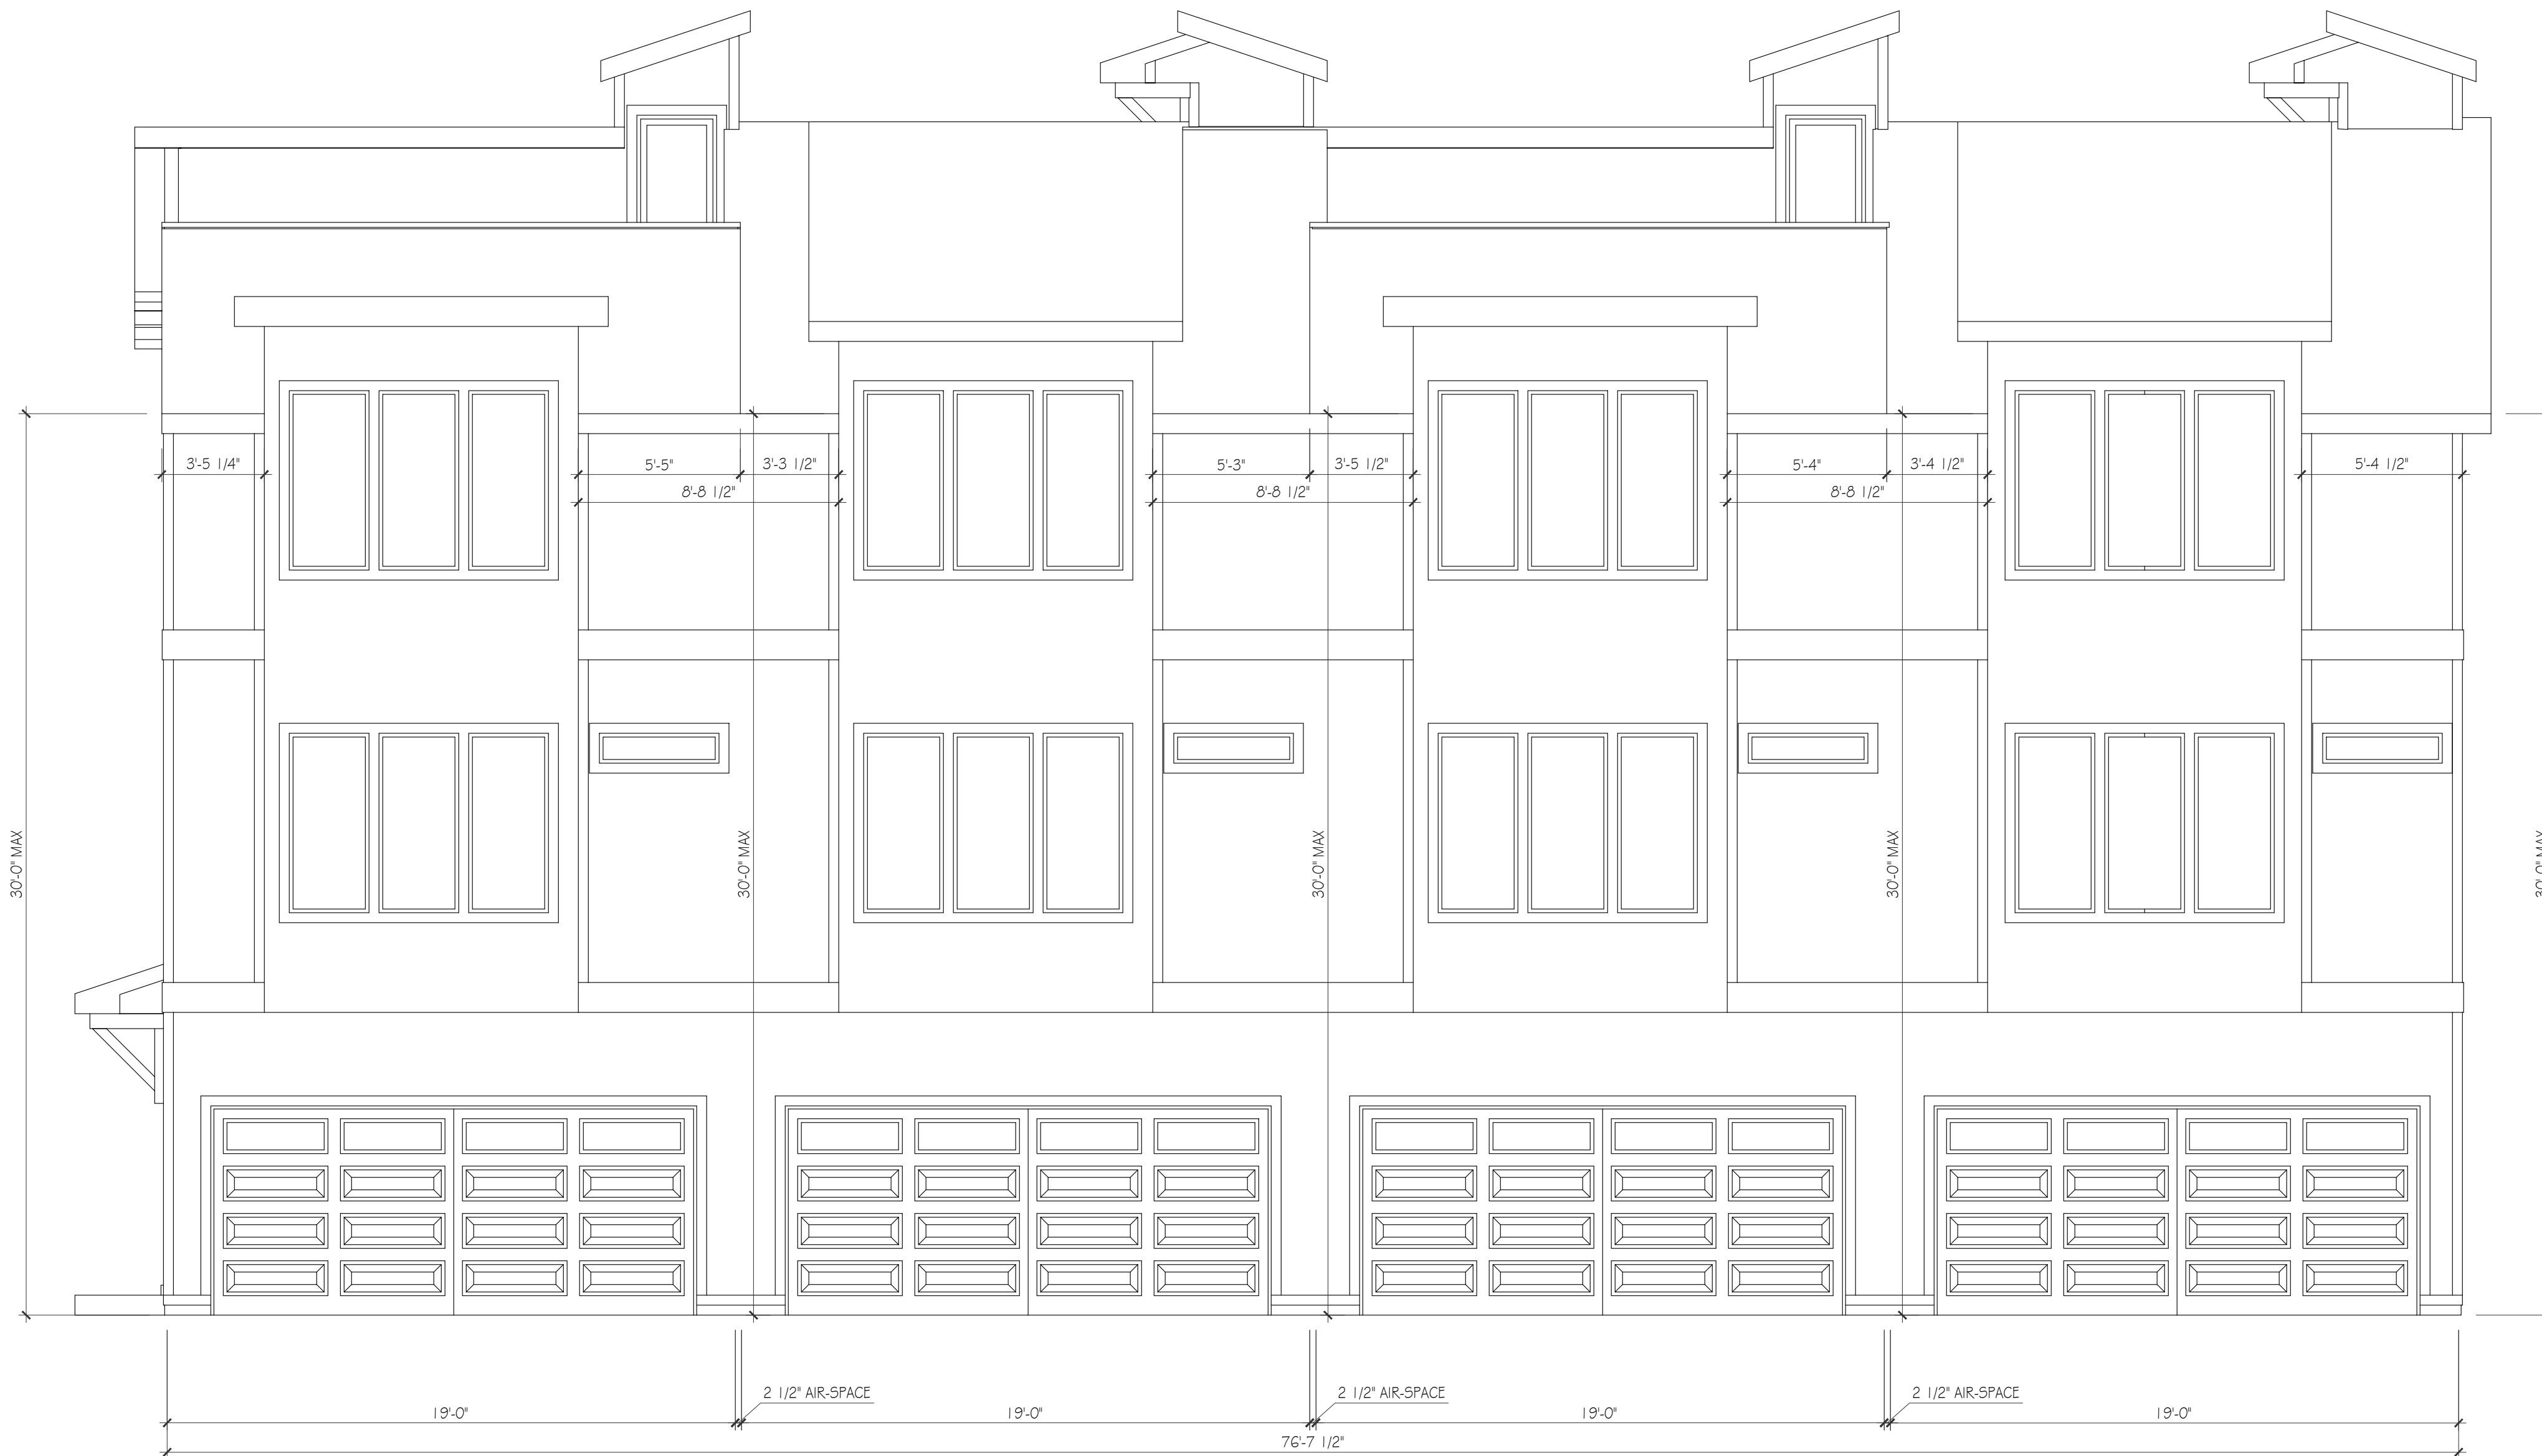 3'-5 1/4"
5'-5"
3'-3 1/2"
5'-3"
3'-5 1/2"
5'-4"
3'-4 1/2"
5'-4 1/2"
8'-8 1/2"
8'-8 1/2"
8'-8 1/2"
30'-0" MAX
30'-0" MAX
30'-0" MAX
30'-0" MAX
30'-0" MAX
2 1/2" AIR-SPACE
2 1/2" AIR-SPACE
2 1/2" AIR-SPACE
19'-0"
19'-0"
19'-0"
19'-0"
76'-7 1/2"